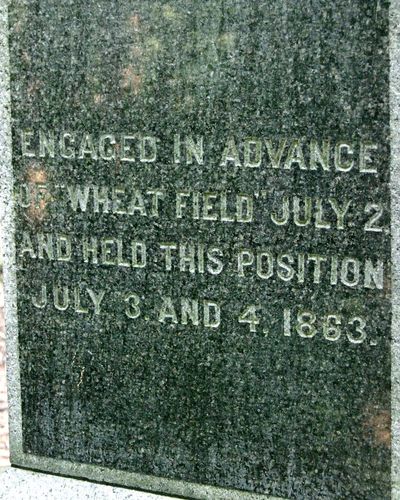 ENGAGED IN ADVANCE
OF "WHEAT FIELD" JULY 2
AND HELD THIS POSITION
JULY 3. AND 4, 1863.